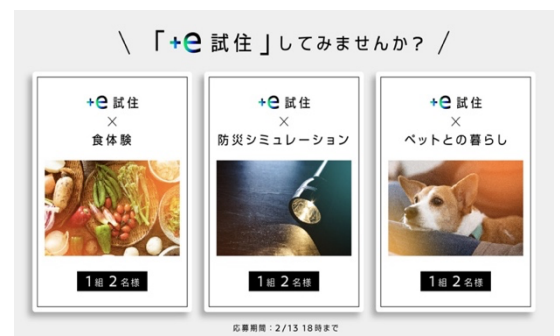 \ 「+e 試住」してみませんか? /
+e 試住
×
食体験
1組 2名様
+e 試住
×
防災シミュレーション
1組 2名様
+e 試住
×
ペットとの暮らし
1組 2名様
応募期間:2/13 18時まで